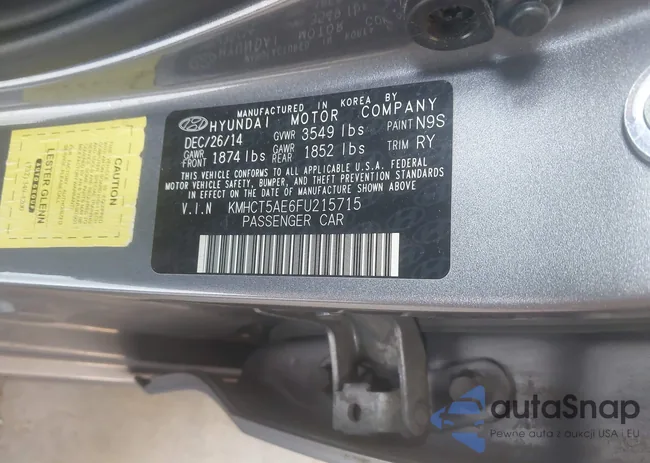 MANUFACTURED IN KOREA BY
HYUNDAI MOTOR COMPANY
DEC/26/14 GVWR 3549 lbs PAINT N9S
GAWR FRONT 1874 lbs GAWR REAR 1852 lbs TRIM RY
THIS VEHICLE CONFORMS TO ALL APPLICABLE U.S.A. FEDERAL
MOTOR VEHICLE SAFETY, BUMPER, AND THEFT PREVENTION
STANDARDS IN EFFECT ON THE DATE OF MANUFACTURE SHOWN ABOVE.
V.I.N KMHCT5AE6FU215715
PASSENGER CAR
CAUTION
LESTER GLENN
AUTO GROUP
autaSnap
Pewne auta z aukcji USA i EU